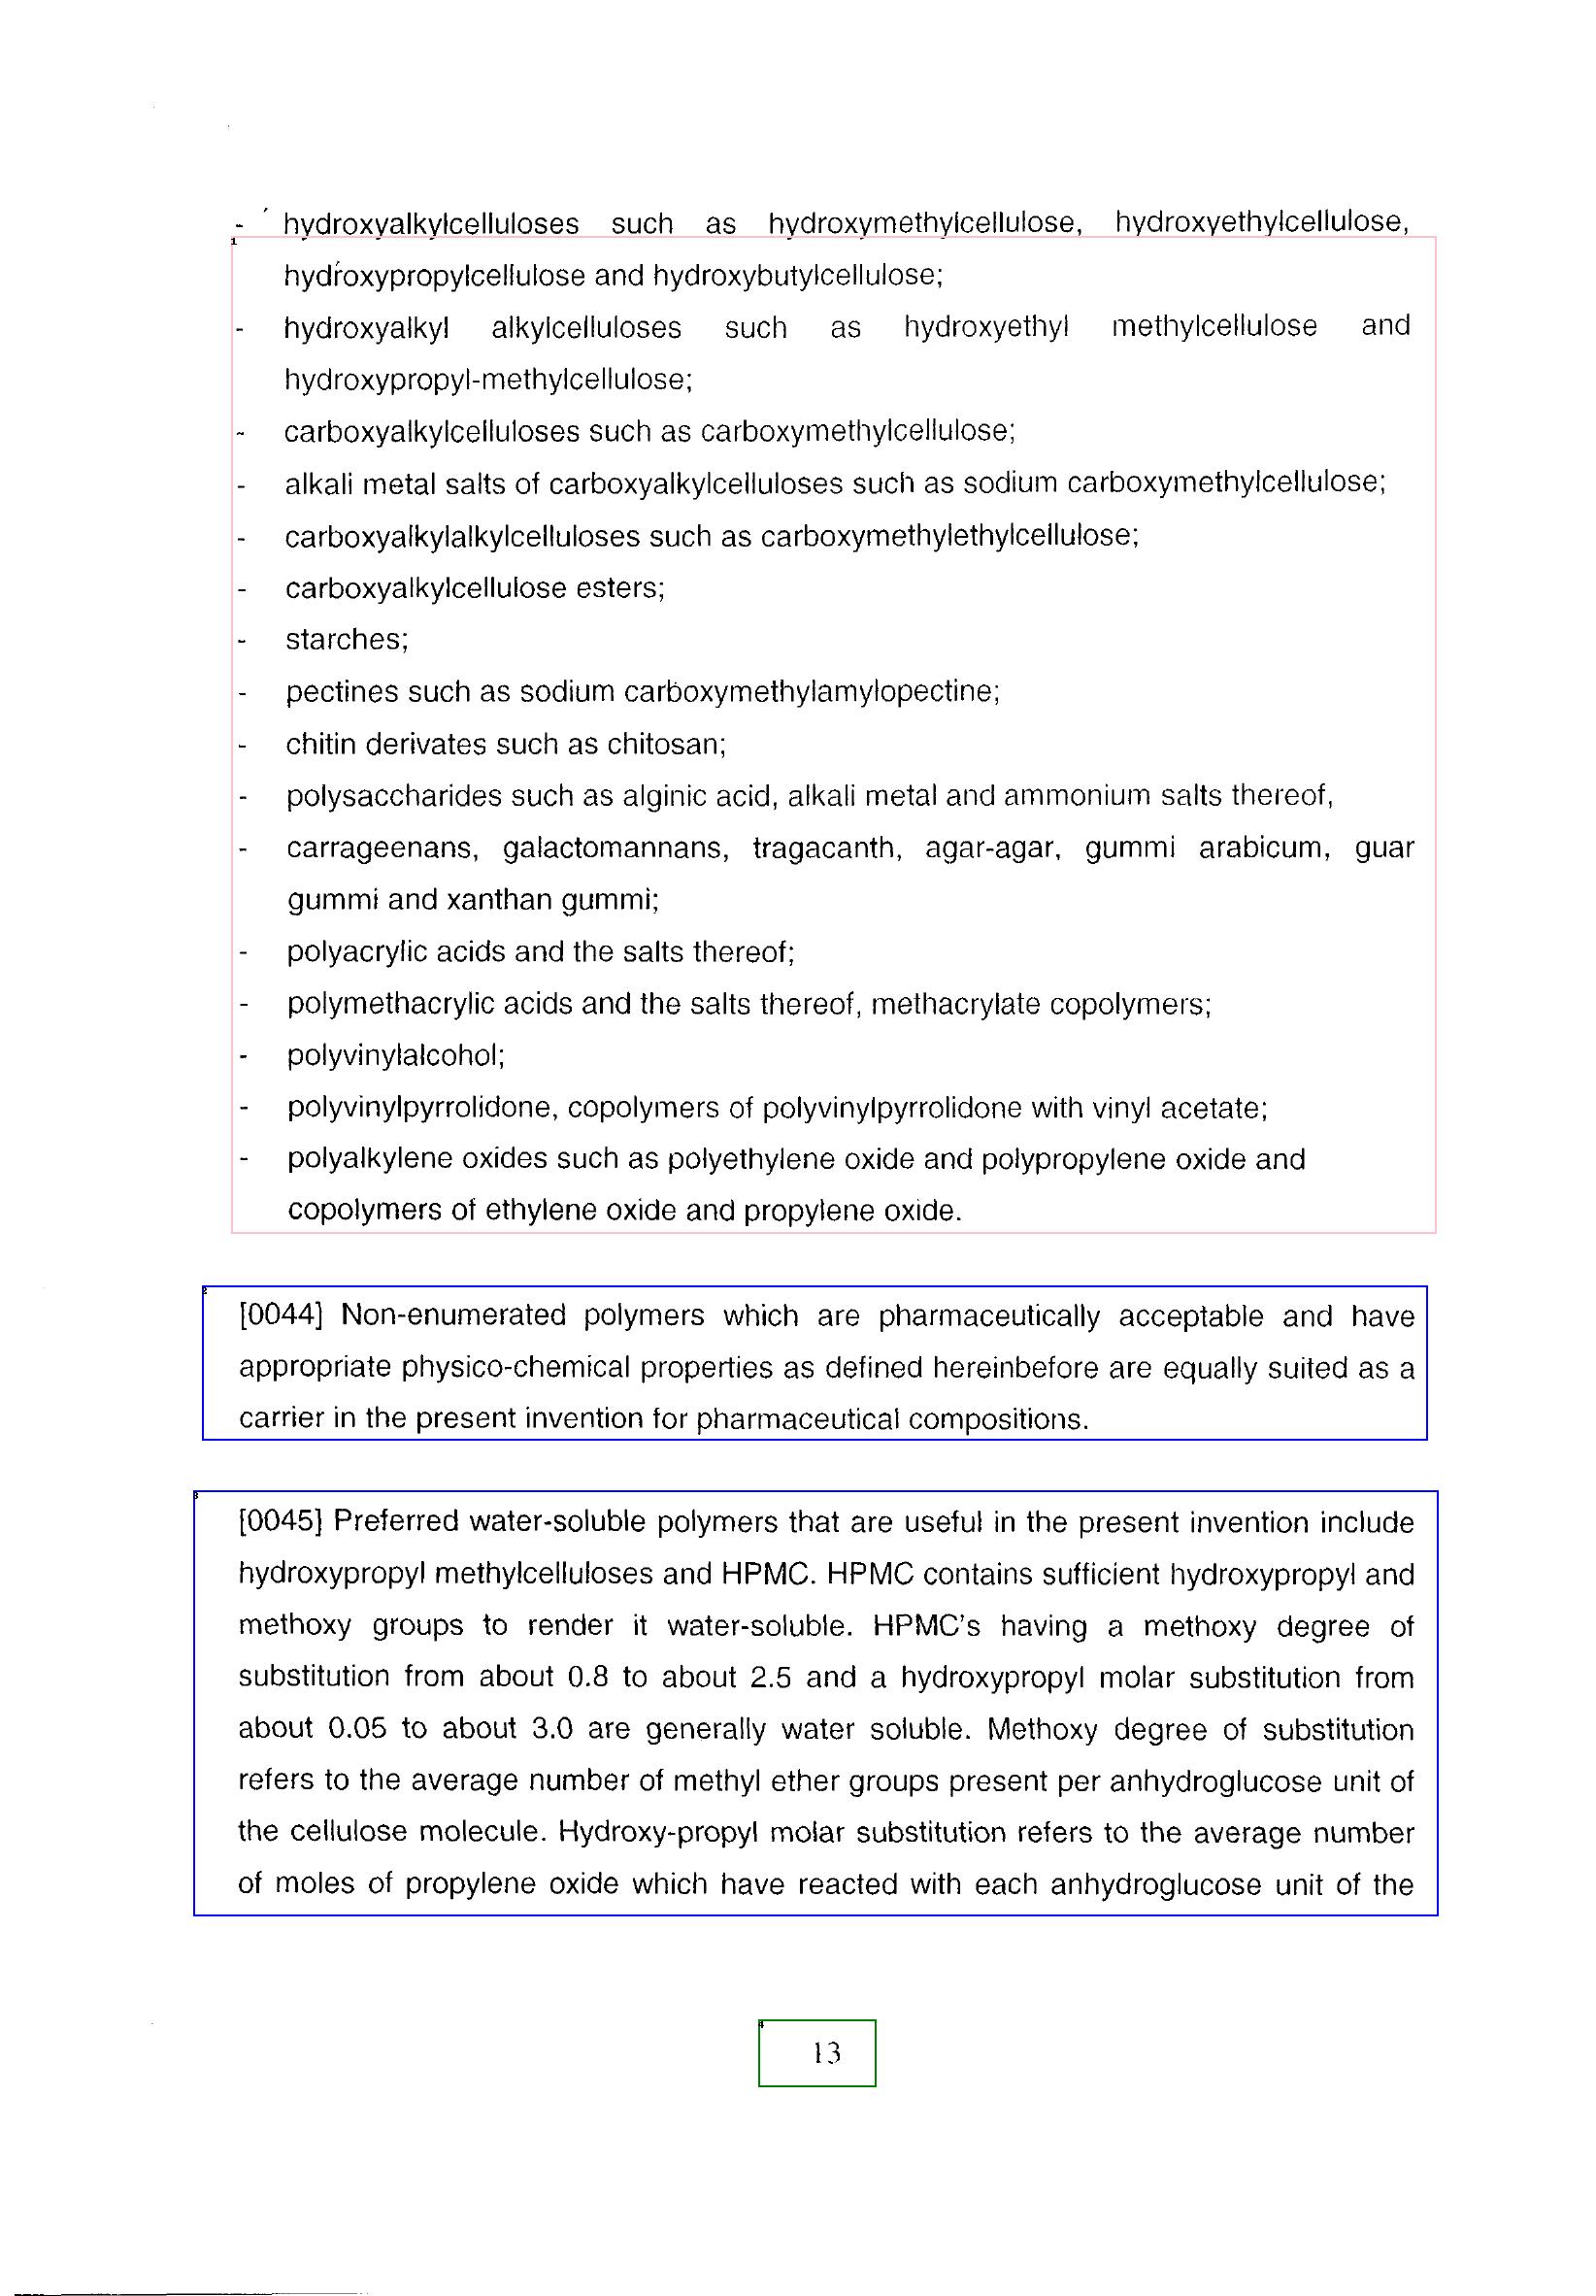 - hydroxyalkylcelluloses such as hydroxymethylcellulose, hydroxyethylcellulose,
1
hydroxypropylcellulose and hydroxybutylcellulose;
- hydroxyalkyl alkylcelluloses such as hydroxyethyl methylcellulose and
hydroxypropyl-methylcellulose;
- carboxyalkylcelluloses such as carboxymethylcellulose;
- alkali metal salts of carboxyalkylcelluloses such as sodium carboxymethylcellulose;
- carboxyalkylalkylcelluloses such as carboxymethylethylcellulose;
- carboxyalkylcellulose esters;
- starches;
- pectines such as sodium carboxymethylamylopectine;
- chitin derivates such as chitosan;
- polysaccharides such as alginic acid, alkali metal and ammonium salts thereof,
- carrageenans, galactomannans, tragacanth, agar-agar, gummi arabicum, guar
gummi and xanthan gummi;
- polyacrylic acids and the salts thereof;
- polymethacrylic acids and the salts thereof, methacrylate copolymers;
- polyvinylalcohol;
- polyvinylpyrrolidone, copolymers of polyvinylpyrrolidone with vinyl acetate;
- polyalkylene oxides such as polyethylene oxide and polypropylene oxide and
copolymers of ethylene oxide and propylene oxide.
2
[0044] Non-enumerated polymers which are pharmaceutically acceptable and have
appropriate physico-chemical properties as defined hereinbefore are equally suited as a
carrier in the present invention for pharmaceutical compositions.
3
[0045] Preferred water-soluble polymers that are useful in the present invention include
hydroxypropyl methylcelluloses and HPMC. HPMC contains sufficient hydroxypropyl and
methoxy groups to render it water-soluble. HPMC's having a methoxy degree of
substitution from about 0.8 to about 2.5 and a hydroxypropyl molar substitution from
about 0.05 to about 3.0 are generally water soluble. Methoxy degree of substitution
refers to the average number of methyl ether groups present per anhydroglucose unit of
the cellulose molecule. Hydroxy-propyl molar substitution refers to the average number
of moles of propylene oxide which have reacted with each anhydroglucose unit of the
4
13